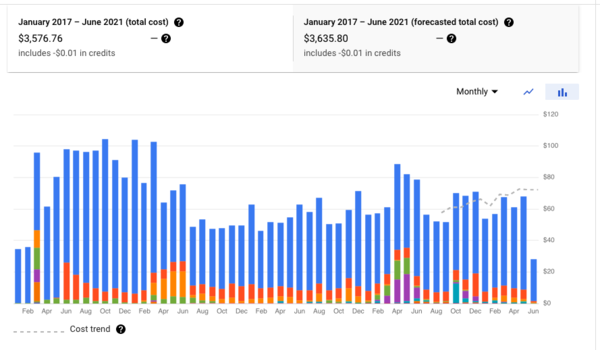 January 2017 – June 2021 (total cost) ?
$3,576.76 — ?
includes -$0.01 in credits
January 2017 – June 2021 (forecasted total cost) ?
$3,635.80 — ?
includes -$0.01 in credits
Monthly
$120
$100
$80
$60
$40
$20
$0
Feb Apr Jun Aug Oct Dec Feb Apr Jun Aug Oct Dec Feb Apr Jun Aug Oct Dec Feb Apr Jun Aug Oct Dec Feb Apr Jun
Cost trend ?